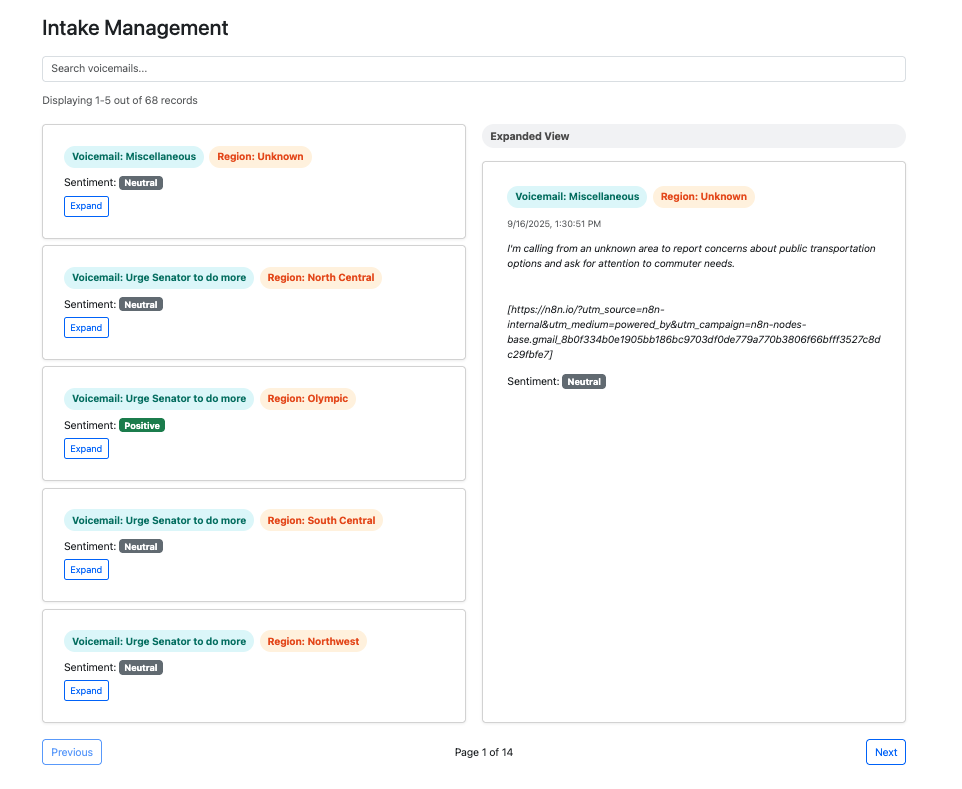 Intake Management
Search voicemails...
Displaying 1-5 out of 68 records
Voicemail: Miscellaneous Region: Unknown
Sentiment: Neutral
Expand
Voicemail: Urge Senator to do more Region: North Central
Sentiment: Neutral
Expand
Voicemail: Urge Senator to do more Region: Olympic
Sentiment: Positive
Expand
Voicemail: Urge Senator to do more Region: South Central
Sentiment: Neutral
Expand
Voicemail: Urge Senator to do more Region: Northwest
Sentiment: Neutral
Expand
Expanded View
Voicemail: Miscellaneous Region: Unknown
9/16/2025, 1:30:51 PM
I'm calling from an unknown area to report concerns about public transportation
options and ask for attention to commuter needs.
[https://n8n.io/?utm_source=n8n-
internal&utm_medium=powered_by&utm_campaign=n8n-nodes-
base.gmail_8b0f334b0e1905bb186bc9703df0de779a770b3806f66bfff3527c8d
c29fbfe7]
Sentiment: Neutral
Previous
Page 1 of 14
Next